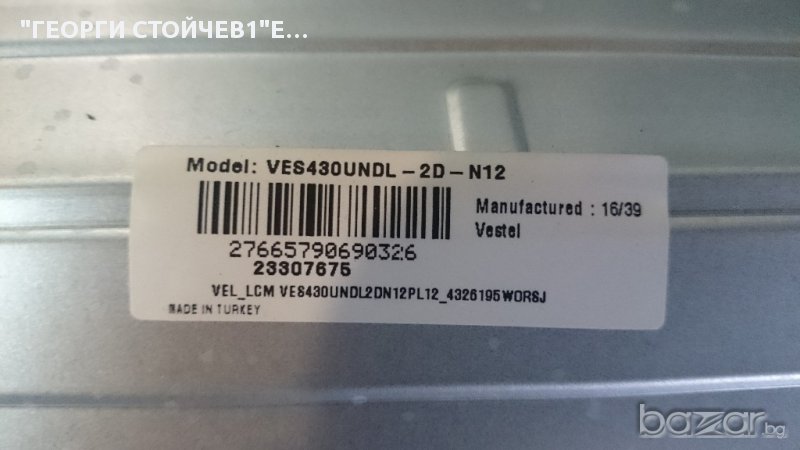 "ГЕОРГИ СТОЙЧЕВ1"Е...
Model: VES430UNDL-2D-N12
Manufactured : 16/39
Vestel
27665790690326
23307675
VEL_LCM VES430UNDL2DN12PL12_4326195WORSJ
MADE IN TURKEY
bazar.bg